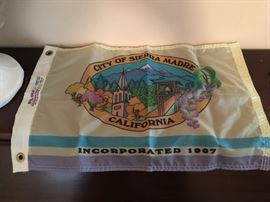 CITY OF SIERRA MADRE
CALIFORNIA
INCORPORATED 1907